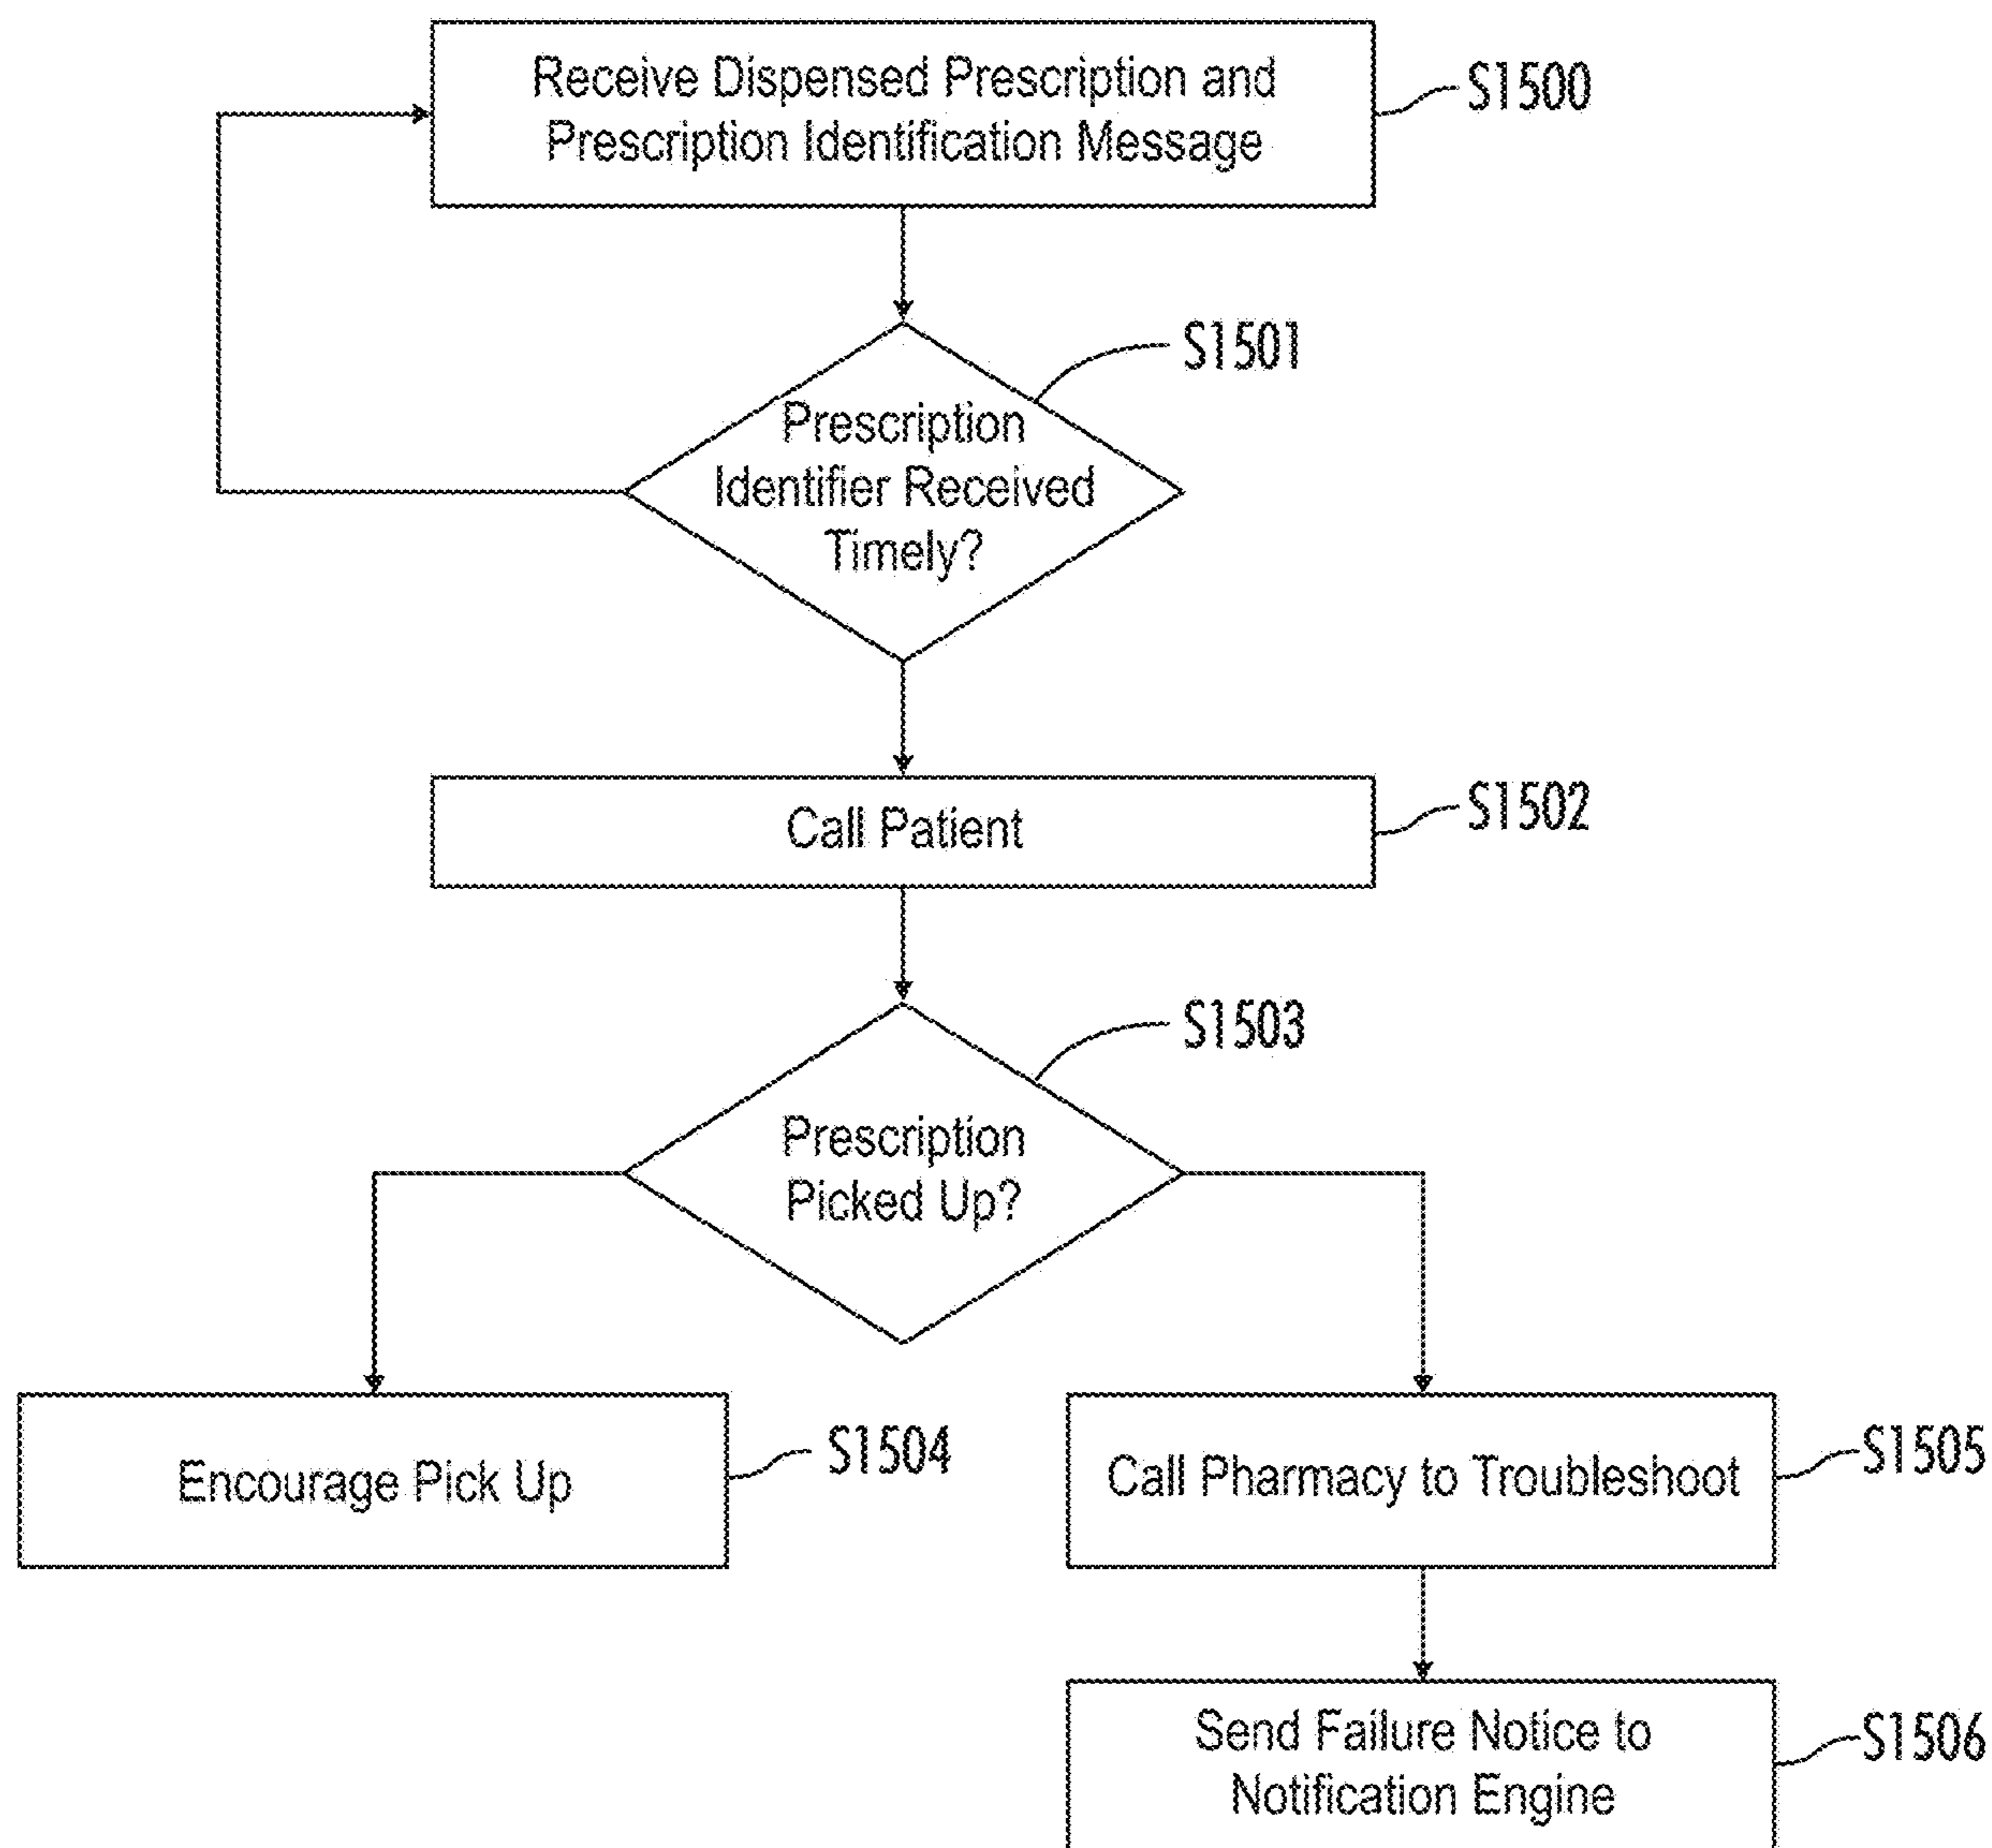 Receive Dispensed Prescription and
Prescription Identification Message
S1500
S1501
Prescription
Identifier Received
Timely?
Call Patient
S1502
S1503
Prescription
Picked Up?
Encourage Pick Up
S1504
Call Pharmacy to Troubleshoot
S1505
Send Failure Notice to
Notification Engine
S1506